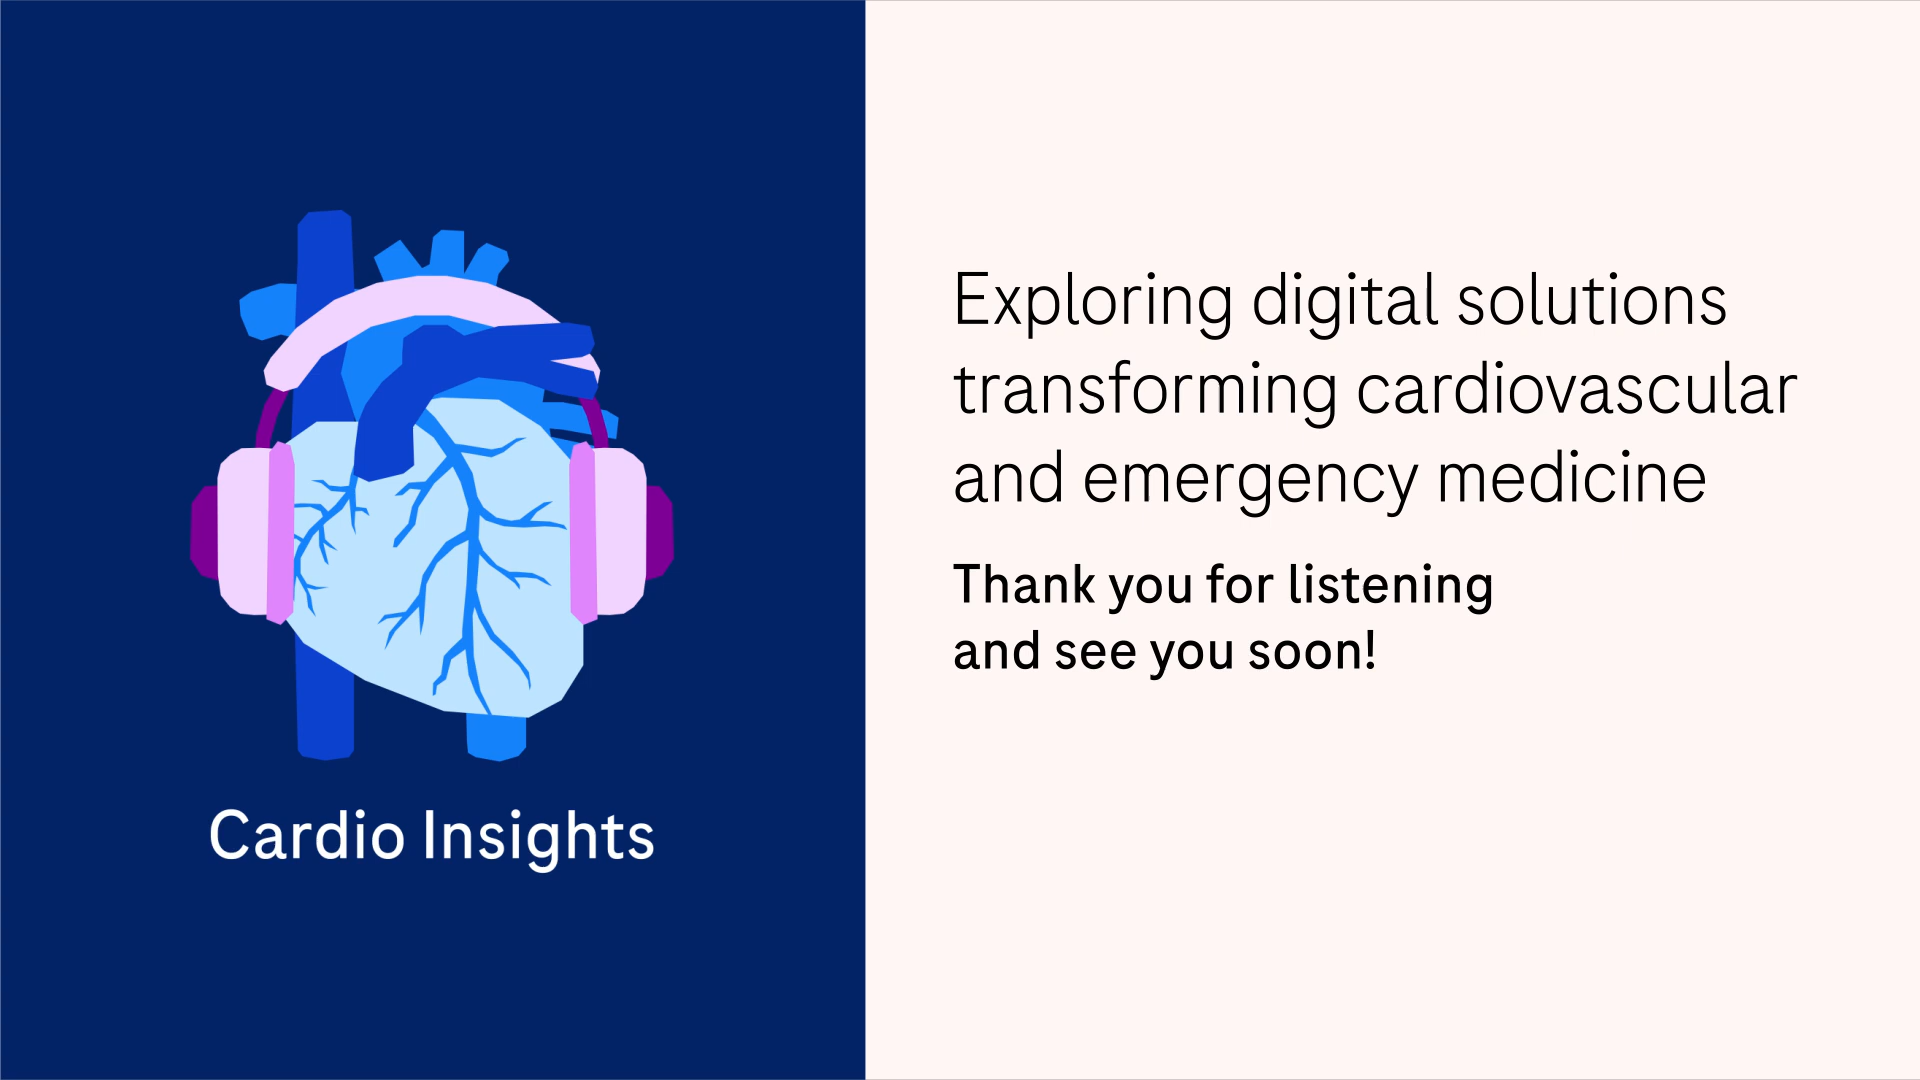 Cardio Insights
Exploring digital solutions
transforming cardiovascular
and emergency medicine
Thank you for listening
and see you soon!